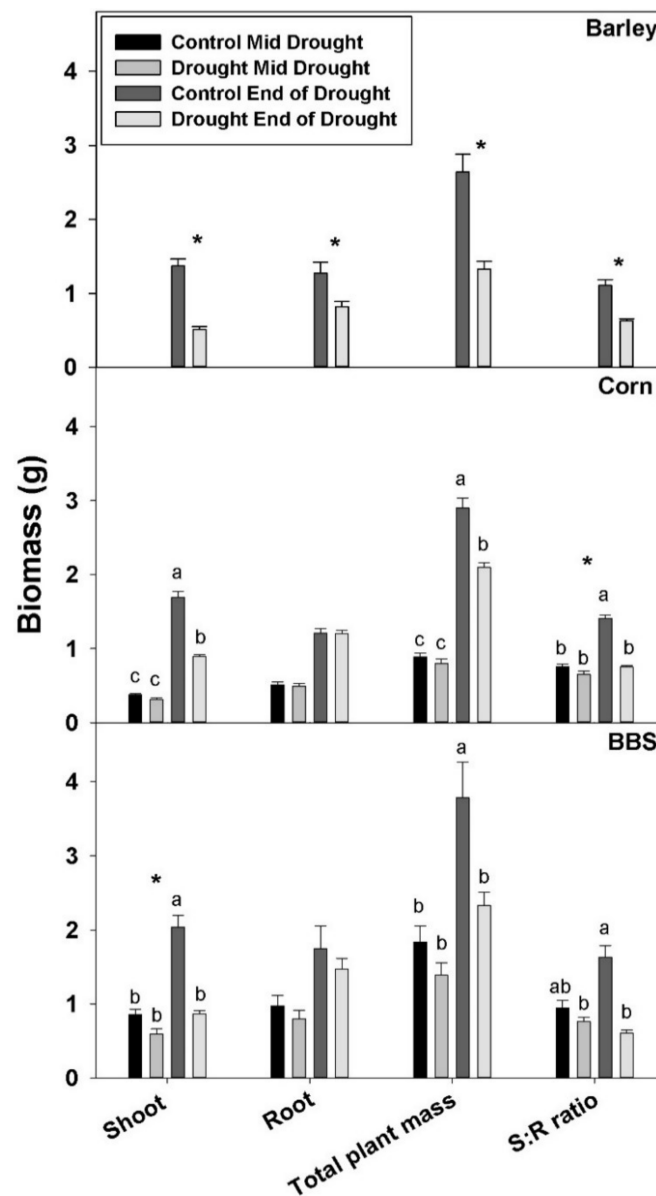 Barley
Control Mid Drought
Drought Mid Drought
Control End of Drought
Drought End of Drought
4
3
2
1
0
* * * *
Corn
4
3
2
1
0
c c a b
c c a b
* b b a b
BBS
4
3
2
1
0
* b b a b
b b a b
ab b a b
Biomass (g)
Shoot
Root
Total plant mass
S:R ratio